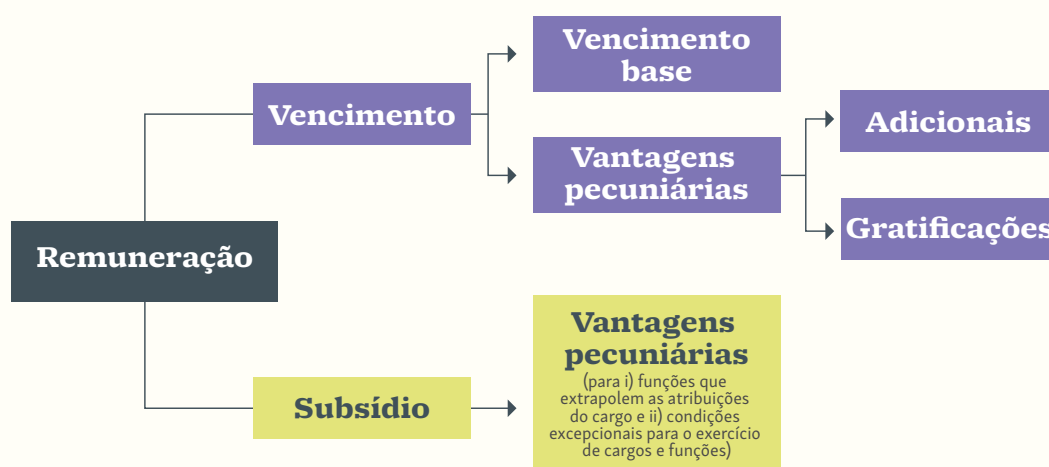 Remuneração
Vencimento
Vencimento
base
Vantagens
pecuniárias
Adicionais
Gratificações
Subsídio
Vantagens
pecuniárias
(para i) funções que
extrapolem as atribuições
do cargo e ii) condições
excepcionais para o exercício
de cargos e funções)